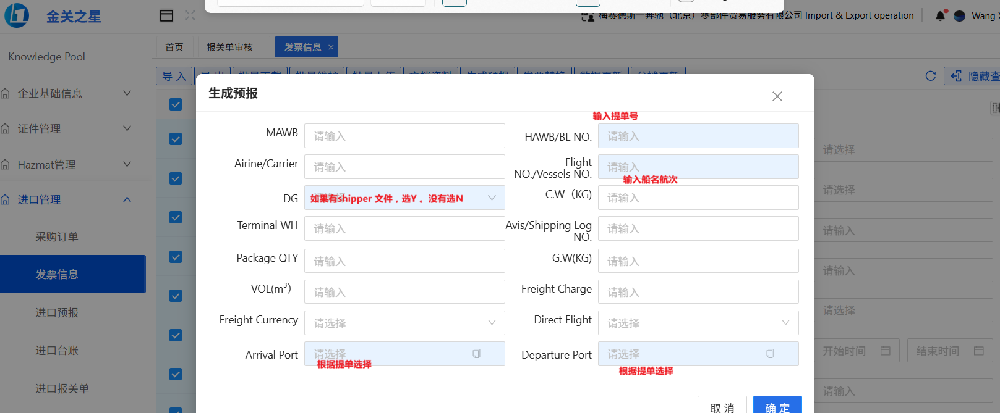 金关之星
梅赛德斯一奔驰（北京）零部件贸易服务有限公司 Import & Export operation
Wang
Knowledge Pool
首页
报关单审核
发票信息
导 入
隐藏查
企业基础信息
证件管理
Hazmat管理
进口管理
采购订单
发票信息
进口预报
进口台账
进口报关单
生成预报
输入提单号
MAWB 请输入
HAWB/BL NO. 请输入
Airine/Carrier 请输入
Flight NO./Vessels NO. 请输入
输入船名航次
DG 如果有shipper 文件，选Y 。没有选N
C.W（KG) 请输入
Terminal WH 请输入
Avis/Shipping Log NO. 请输入
Package QTY 请输入
G.W(KG) 请输入
VOL(m³） 请输入
Freight Charge 请输入
Freight Currency 请选择
Direct Flight 请选择
Arrival Port 请选择
根据提单选择
Departure Port 请选择
根据提单选择
取 消
确 定
请选择
请选择
请输入
请输入
请选择
开始时间 - 结束时间
请输入